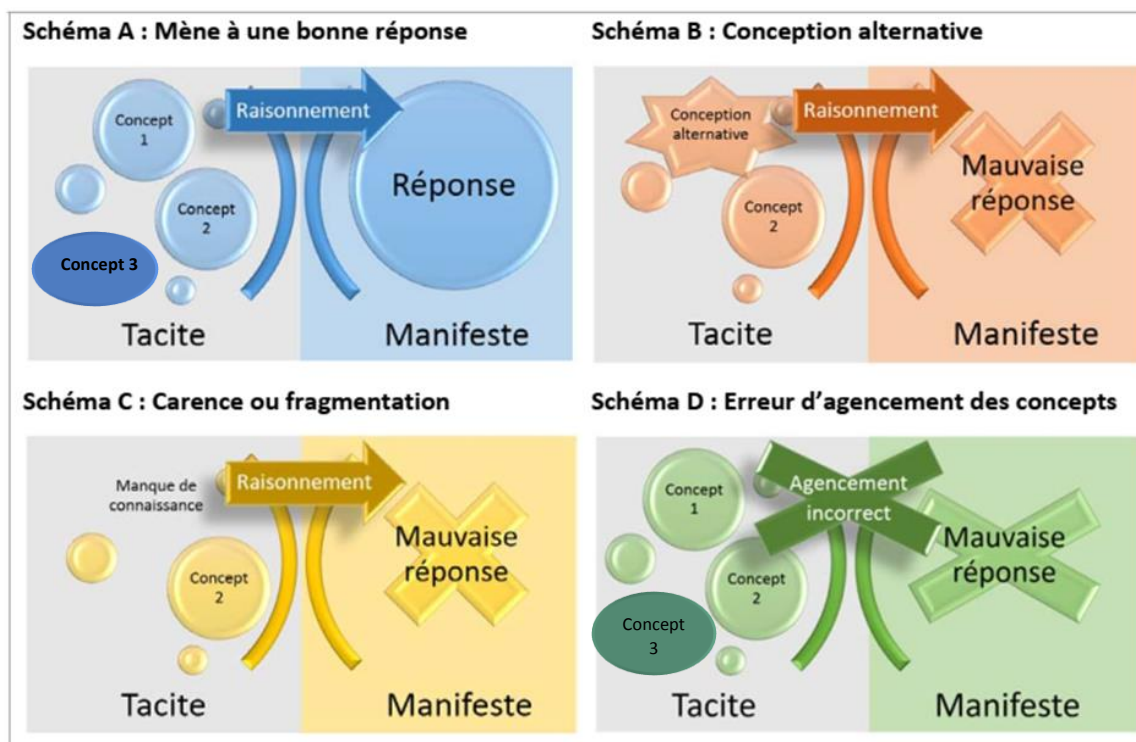 Schéma A : Mène à une bonne réponse
Concept
1
Raisonnement
Concept
2
Réponse
Concept 3
Tacite
Manifeste
Schéma B : Conception alternative
Conception
alternative
Raisonnement
Concept
2
Mauvaise
réponse
Tacite
Manifeste
Schéma C : Carence ou fragmentation
Manque de
connaissance
Raisonnement
Concept
2
Mauvaise
réponse
Tacite
Manifeste
Schéma D : Erreur d’agencement des concepts
Concept
1
Agencement
incorrect
Concept
2
Mauvaise
réponse
Concept
3
Tacite
Manifeste